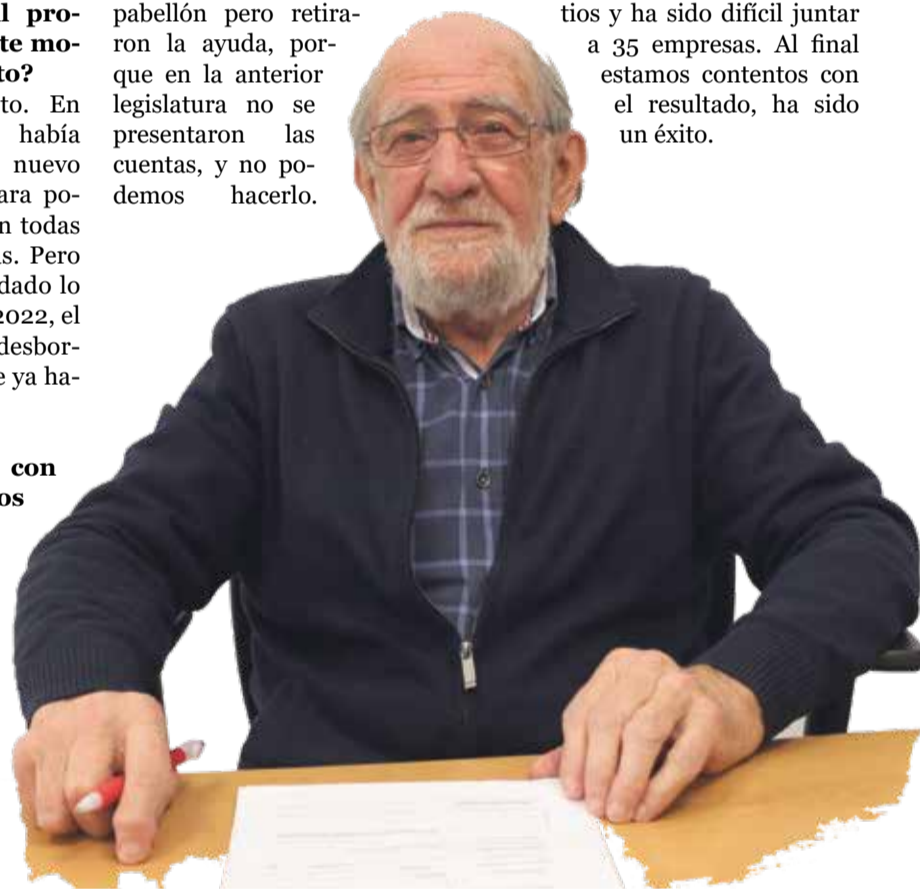 l pro-
te mo-
to?
to. En
había
nuevo
ara po-
n todas
s. Pero
dado lo
2022, el
desbor-
e ya ha-
con
os
pabellón pero retira-
ron la ayuda, por-
que en la anterior
legislatura no se
presentaron las
cuentas, y no po-
demos hacerlo.
tios y ha sido difícil juntar
a 35 empresas. Al final
estamos contentos con
el resultado, ha sido
un éxito.